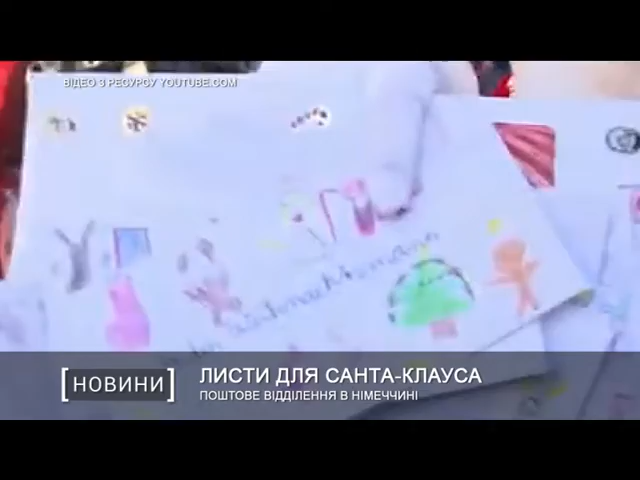 ВІДЕО З РЕСУРСУ YOUTUBE.COM
[НОВИНИ]
ЛИСТИ ДЛЯ САНТА-КЛАУСА
ПОШТОВЕ ВІДДІЛЕННЯ В НІМЕЧЧИНІ